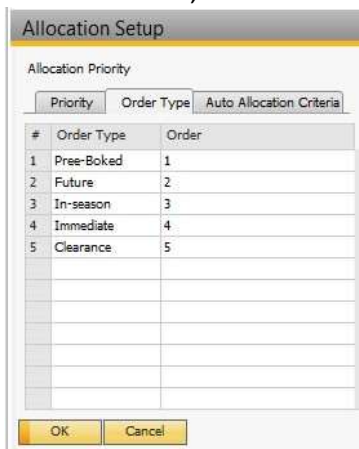 Allocation Setup
Allocation Priority
Priority Order Type Auto Allocation Criteria
# Order Type Order
1 Pree-Boked 1
2 Future 2
3 In-season 3
4 Immediate 4
5 Clearance 5
OK Cancel